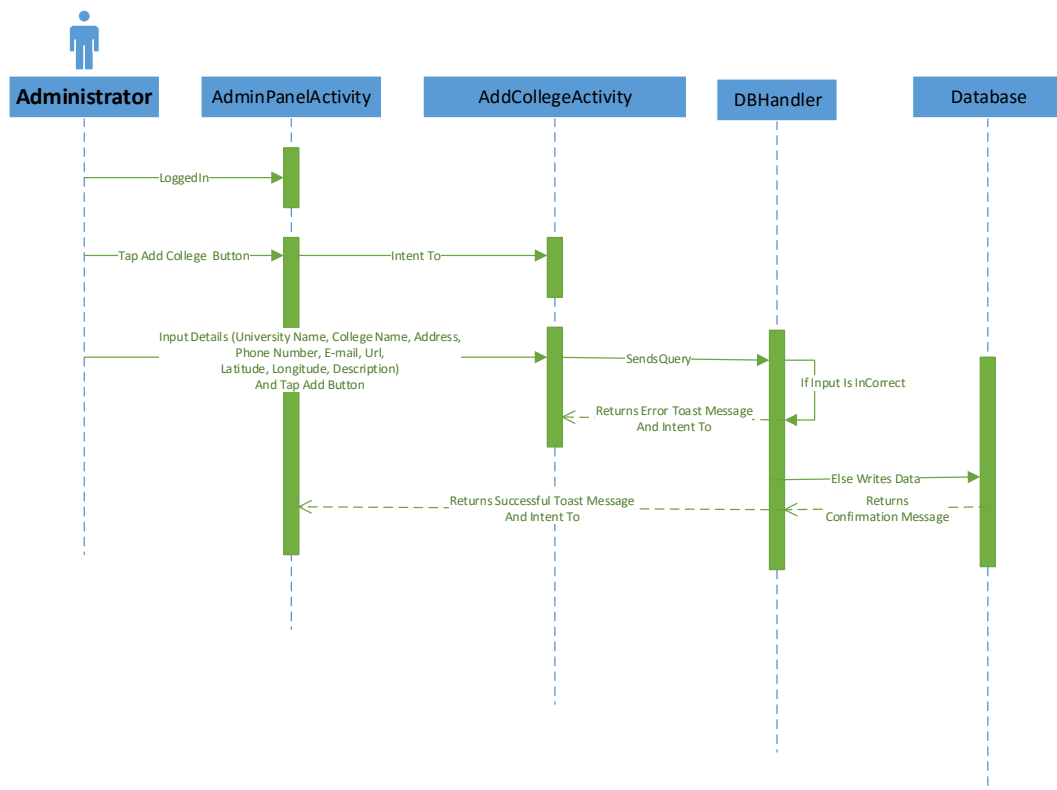 Administrator
AdminPanelActivity
AddCollegeActivity
DBHandler
Database
LoggedIn
Tap Add College Button
Intent To
Input Details (University Name, College Name, Address,
Phone Number, E-mail, Url,
Latitude, Longitude, Description)
And Tap Add Button
SendsQuery
If Input Is InCorrect
Returns Error Toast Message
And Intent To
Else Writes Data
Returns Successful Toast Message
And Intent To
Returns
Confirmation Message